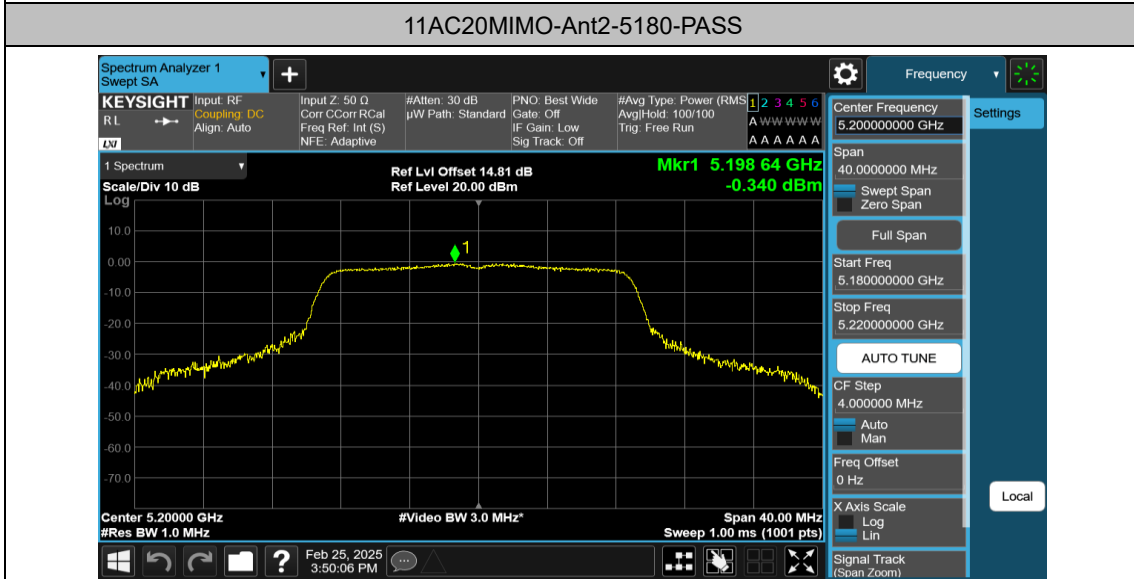 11AC20MIMO-Ant2-5180-PASS
Spectrum Analyzer 1
Swept SA
Frequency
KEYSIGHT
RL
LXI
Input: RF
Coupling: DC
Align: Auto
Input Z: 50 Ω
Corr CCorr RCal
Freq Ref: Int (S)
NFE: Adaptive
#Atten: 30 dB
µW Path: Standard
PNO: Best Wide
Gate: Off
IF Gain: Low
Sig Track: Off
#Avg Type: Power (RMS
Avg|Hold: 100/100
Trig: Free Run
1 2 3 4 5 6
A W W W W W
A A A A A A
1 Spectrum
Scale/Div 10 dB
Log
Ref Lvl Offset 14.81 dB
Ref Level 20.00 dBm
Mkr1 5.198 64 GHz
-0.340 dBm
1
10.0
0.00
-10.0
-20.0
-30.0
-40.0
-50.0
-60.0
-70.0
Center 5.20000 GHz
#Res BW 1.0 MHz
#Video BW 3.0 MHz*
Span 40.00 MHz
Sweep 1.00 ms (1001 pts)
?
Feb 25, 2025
3:50:06 PM
Center Frequency
5.200000000 GHz
Span
40.0000000 MHz
Swept Span
Zero Span
Full Span
Start Freq
5.180000000 GHz
Stop Freq
5.220000000 GHz
AUTO TUNE
CF Step
4.000000 MHz
Auto
Man
Freq Offset
0 Hz
X Axis Scale
Log
Lin
Signal Track
(Span Zoom)
Settings
Local